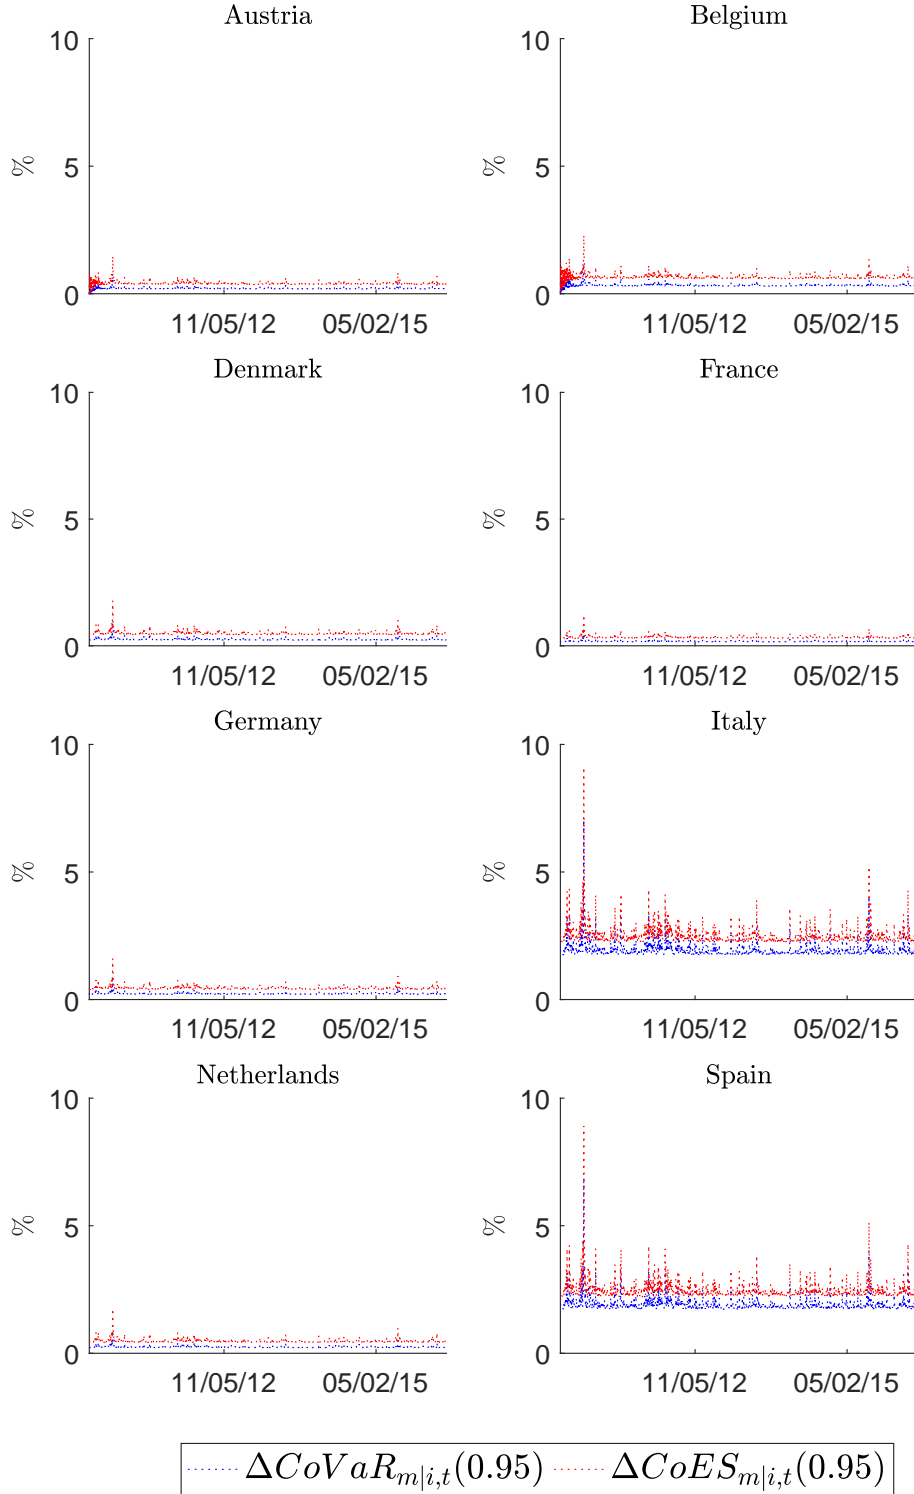 Austria Belgium
10 10
% 5 % 5
0 0
11/05/12 05/02/15 11/05/12 05/02/15
Denmark France
10 10
% 5 % 5
0 0
11/05/12 05/02/15 11/05/12 05/02/15
Germany Italy
10 10
% 5 % 5
0 0
11/05/12 05/02/15 11/05/12 05/02/15
Netherlands Spain
10 10
% 5 % 5
0 0
11/05/12 05/02/15 11/05/12 05/02/15
ΔCoVaR_{m|i,t}(0.95) ΔCoES_{m|i,t}(0.95)